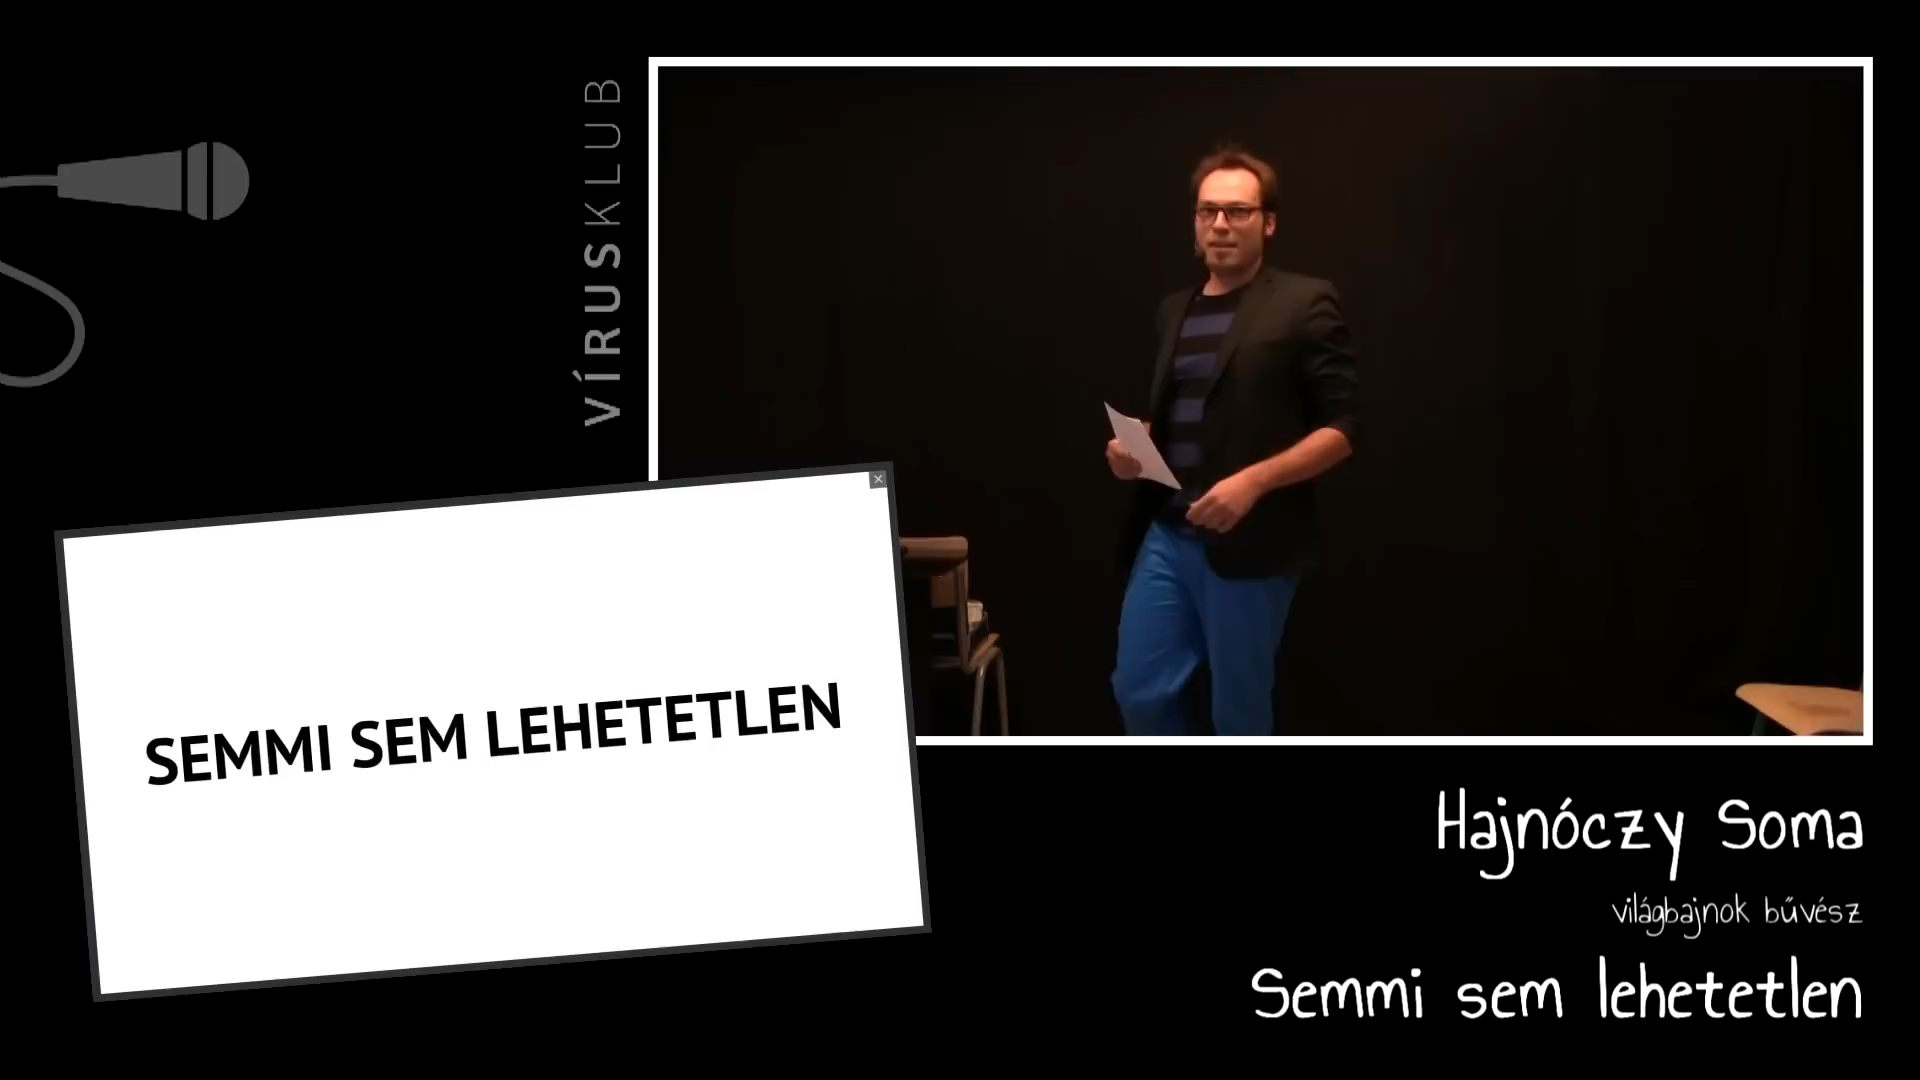 VÍRUSKLUB
SEMMI SEM LEHETETLEN
Hajnóczy Soma
világbajnok bűvész
Semmi sem lehetetlen